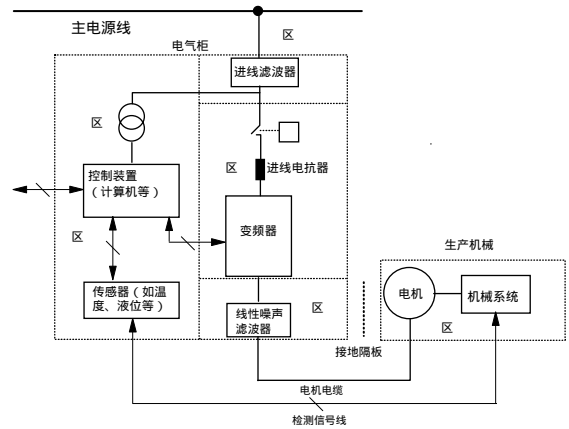 主电源线
区
电气柜
进线滤波器
区
控制装置
（计算机等）
区
进线电抗器
变频器
区
传感器（如温
度、液位等）
线性噪声
滤波器
区
接地隔板
生产机械
电机
机械系统
区
电机电缆
检测信号线